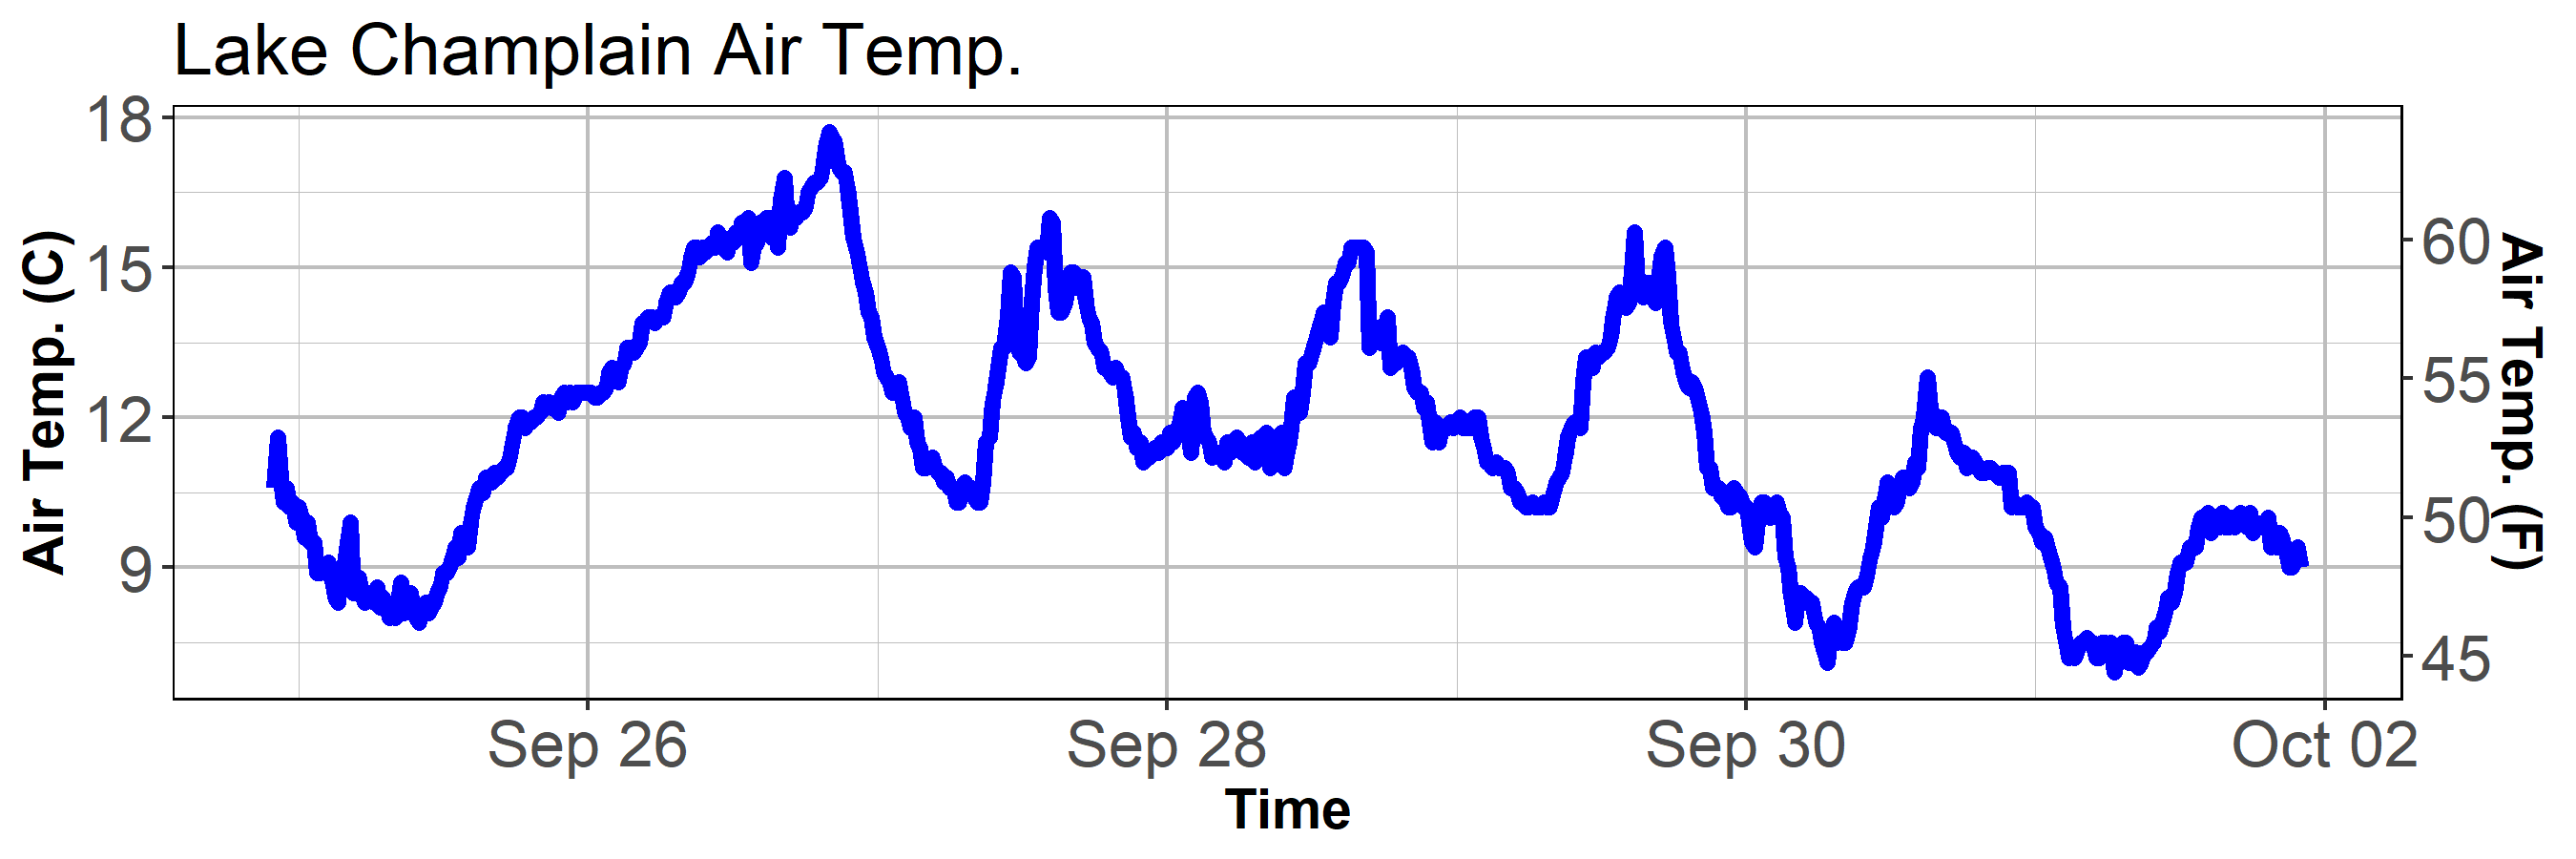 Lake Champlain Air Temp.
18
15
12
9
Air Temp. (C)
60
55
50
45
Air Temp. (F)
Sep 26 Sep 28 Sep 30 Oct 02
Time